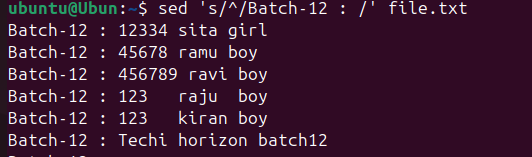 ubuntu@Ubun:~$ sed 's/^/Batch-12 : /' file.txt
Batch-12 : 12334 sita girl
Batch-12 : 45678 ramu boy
Batch-12 : 456789 ravi boy
Batch-12 : 123   raju  boy
Batch-12 : 123   kiran boy
Batch-12 : Techi horizon batch12